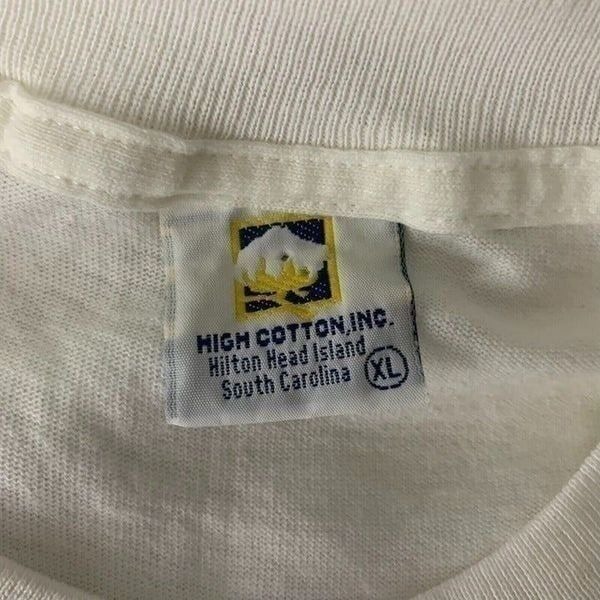 HIGH COTTON, INC.
Hilton Head Island
South Carolina XL